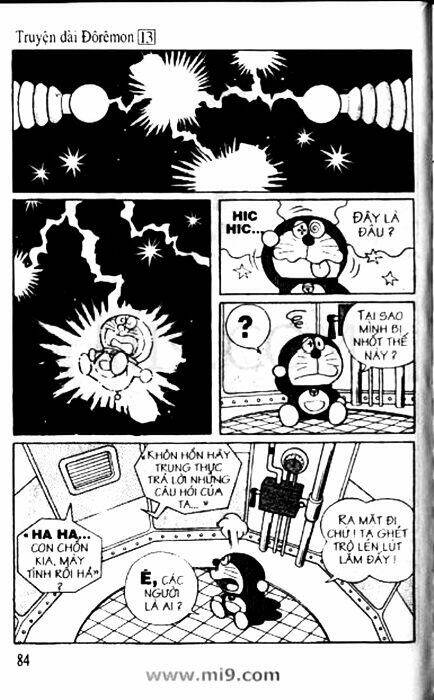 Truyện dài Đôrêmon 13
HIC
HIC...
ĐÂY LÀ
ĐÂU ?
?
TẠI SAO
MÌNH BỊ
NHỐT THẾ
NÀY ?
KHÔN HỒN HÃY
TRUNG THỰC
TRẢ LỜI NHỮNG
CÂU HỎI CỦA
TA...
HA HA...
CON CHỒN
KIA, MÀY
TỈNH RỒI HẢ
?
Ê, CÁC
NGƯƠI
LÀ AI ?
RA MẶT ĐI,
CHỨ ! TA GHÉT
TRÒ LÉN LÚT
LẮM ĐẤY !
84
www.mi9.com